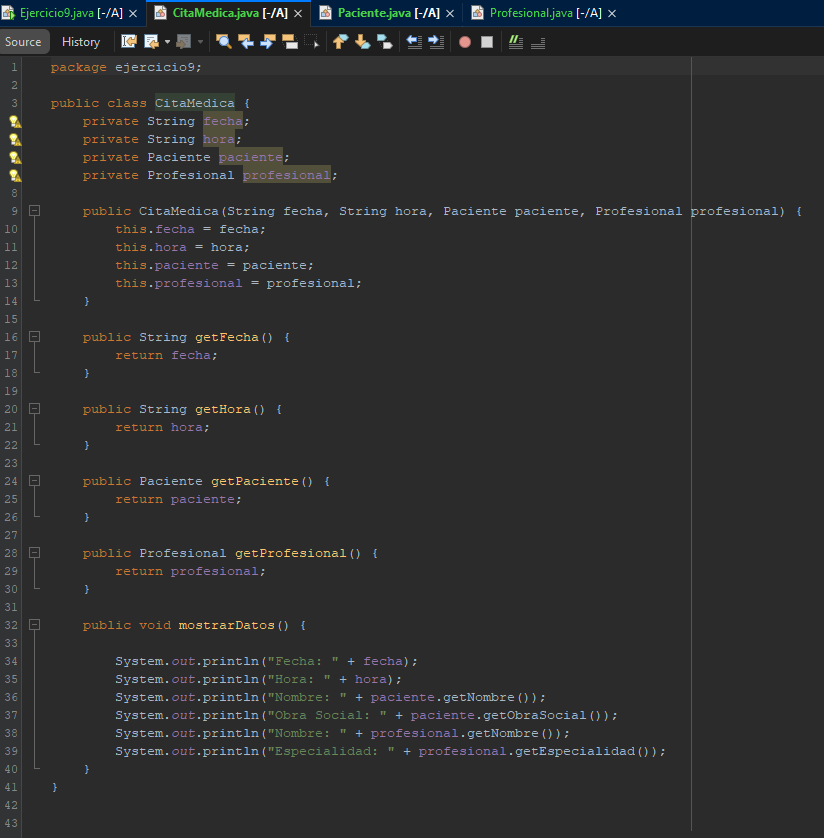 Ejercicio9.java [-/A] CitaMedica.java [-/A] Paciente.java [-/A] Profesional.java [-/A]
Source History
1 package ejercicio9;
2
3 public class CitaMedica {
private String fecha;
private String hora;
private Paciente paciente;
private Profesional profesional;
8
9 public CitaMedica(String fecha, String hora, Paciente paciente, Profesional profesional) {
10 this.fecha = fecha;
11 this.hora = hora;
12 this.paciente = paciente;
13 this.profesional = profesional;
14 }
15
16 public String getFecha() {
17 return fecha;
18 }
19
20 public String getHora() {
21 return hora;
22 }
23
24 public Paciente getPaciente() {
25 return paciente;
26 }
27
28 public Profesional getProfesional() {
29 return profesional;
30 }
31
32 public void mostrarDatos() {
33
34 System.out.println("Fecha: " + fecha);
35 System.out.println("Hora: " + hora);
36 System.out.println("Nombre: " + paciente.getNombre());
37 System.out.println("Obra Social: " + paciente.getObraSocial());
38 System.out.println("Nombre: " + profesional.getNombre());
39 System.out.println("Especialidad: " + profesional.getEspecialidad());
40 }
41 }
42
43